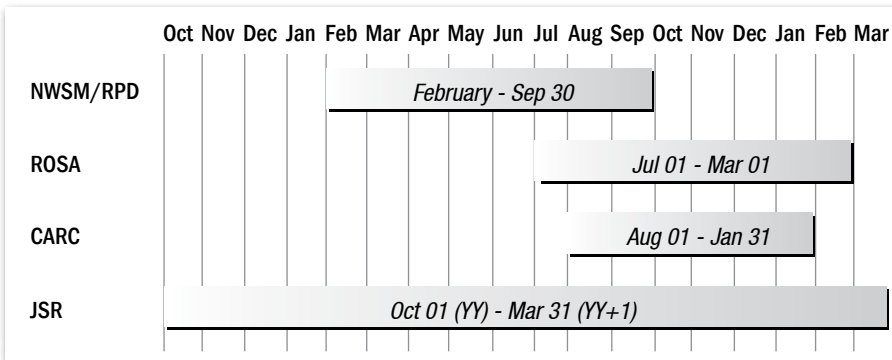 Oct Nov Dec Jan Feb Mar Apr May Jun Jul Aug Sep Oct Nov Dec Jan Feb Mar
NWSM/RPD
February - Sep 30
ROSA
Jul 01 - Mar 01
CARC
Aug 01 - Jan 31
JSR
Oct 01 (YY) - Mar 31 (YY+1)